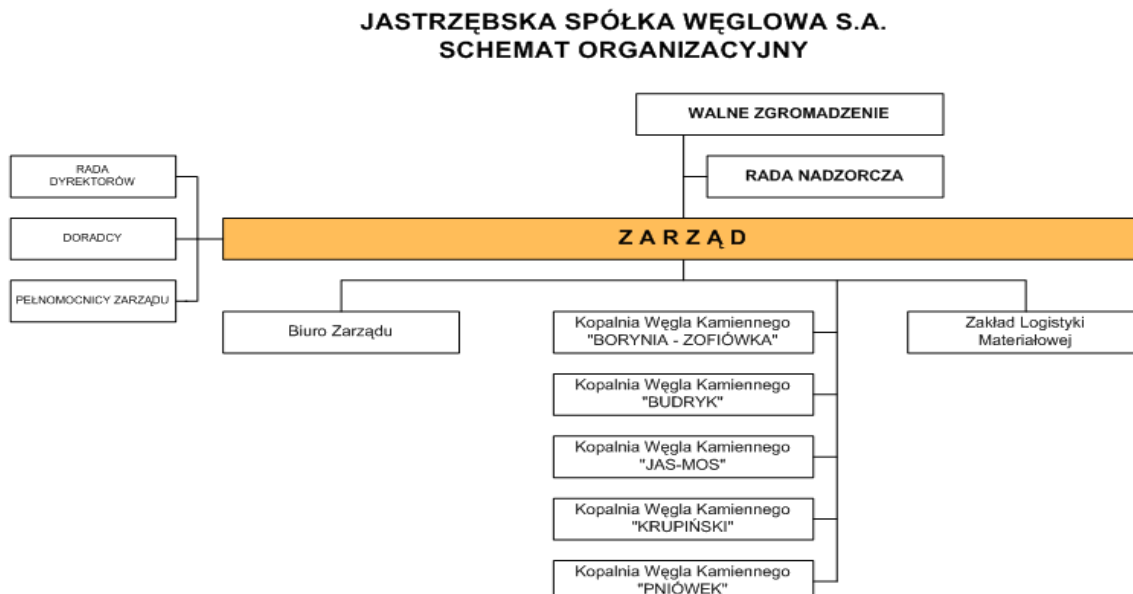 JASTRZĘBSKA SPÓŁKA WĘGLOWA S.A.
SCHEMAT ORGANIZACYJNY
WALNE ZGROMADZENIE
RADA NADZORCZA
RADA
DYREKTORÓW
DORADCY
PEŁNOMOCNICY ZARZĄDU
Z A R Z Ą D
Biuro Zarządu
Kopalnia Węgla Kamiennego
"BORYNIA - ZOFIÓWKA"
Kopalnia Węgla Kamiennego
"BUDRYK"
Kopalnia Węgla Kamiennego
"JAS-MOS"
Kopalnia Węgla Kamiennego
"KRUPIŃSKI"
Kopalnia Węgla Kamiennego
"PNIÓWEK"
Zakład Logistyki
Materiałowej